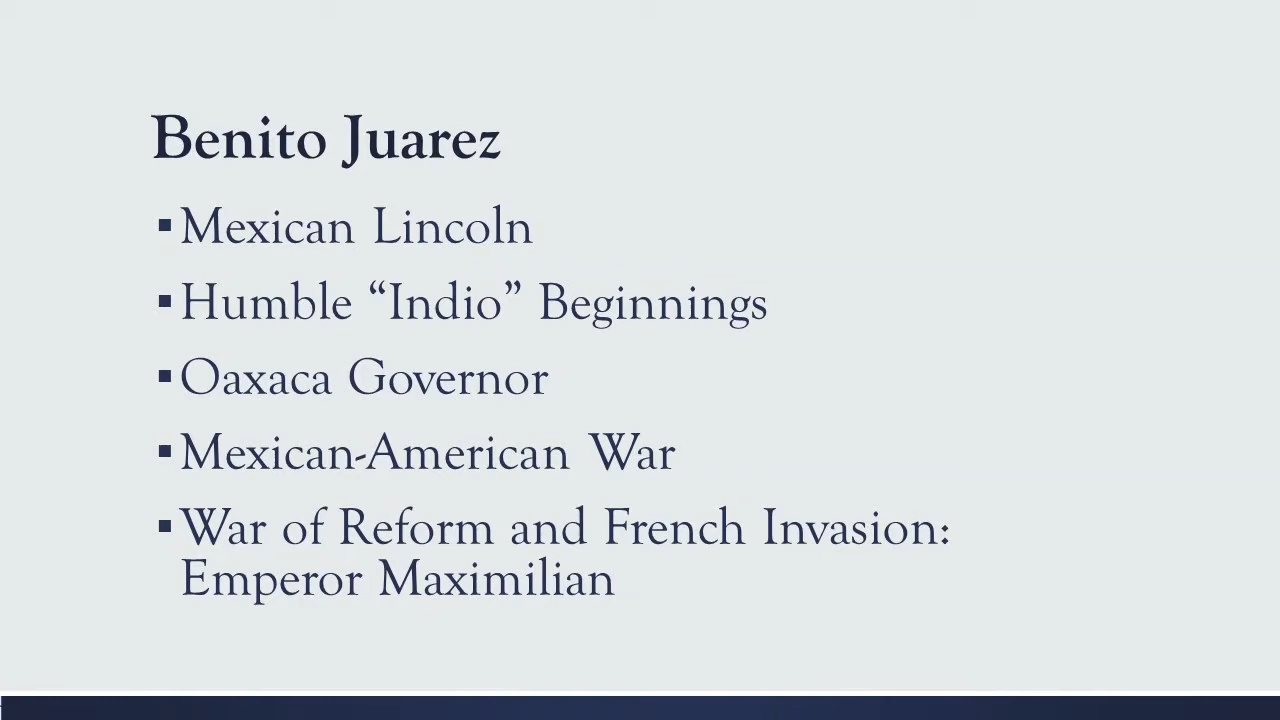 Benito Juarez
▪Mexican Lincoln
▪Humble “Indio” Beginnings
▪Oaxaca Governor
▪Mexican-American War
▪War of Reform and French Invasion:
Emperor Maximilian